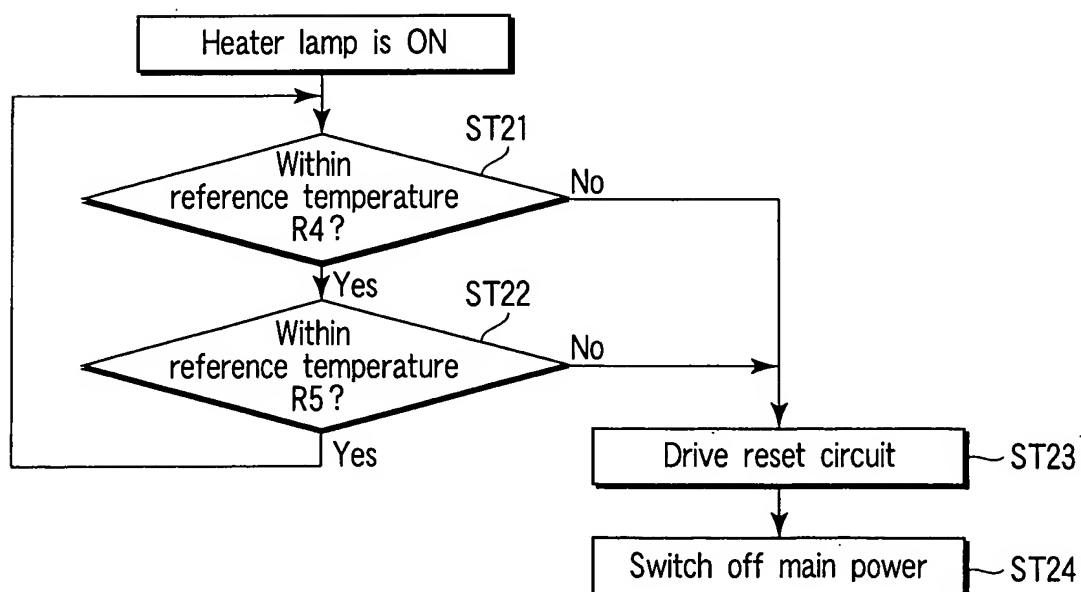 Heater lamp is ON
ST21
Within
reference temperature
R4?
No
Yes
ST22
Within
reference temperature
R5?
No
Yes
Drive reset circuit
ST23
Switch off main power
ST24